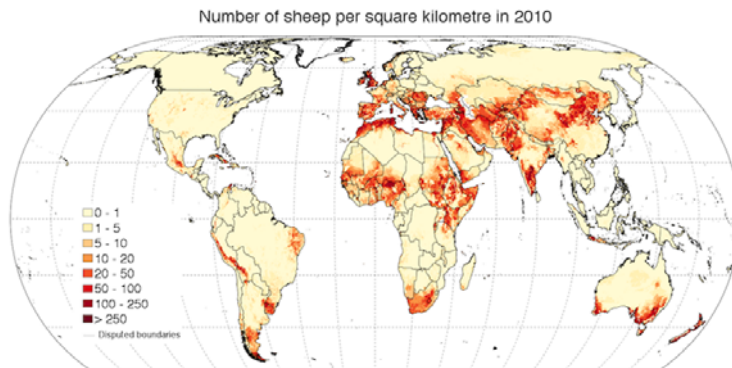 Number of sheep per square kilometre in 2010
0 - 1
1 - 5
5 - 10
10 - 20
20 - 50
50 - 100
100 - 250
> 250
Disputed boundaries